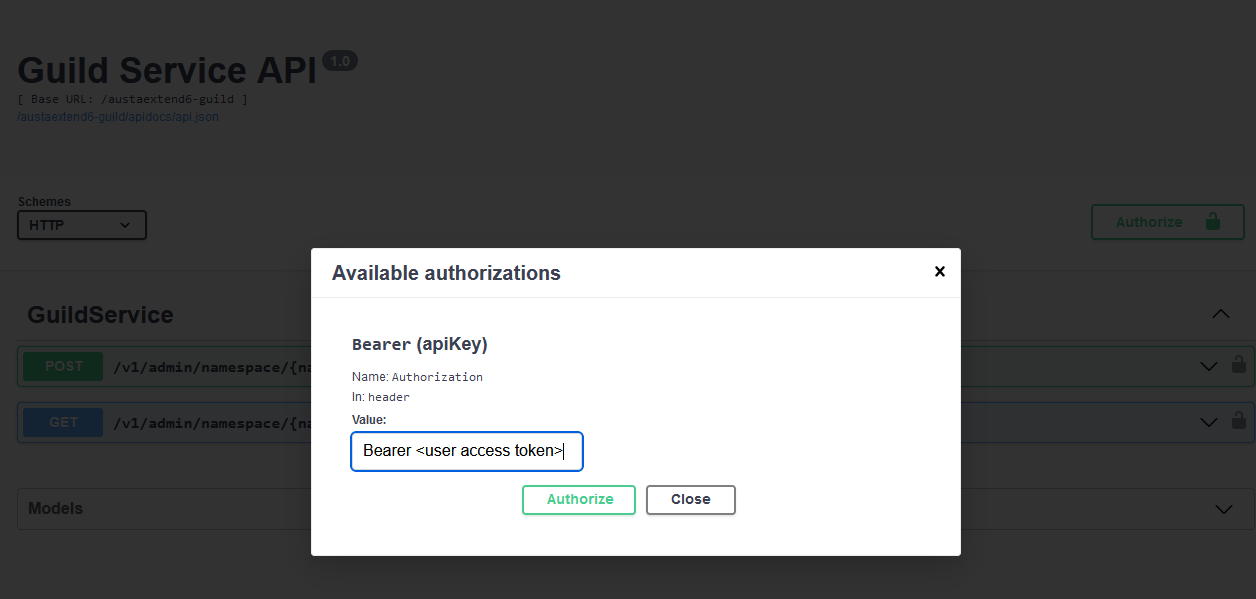 Guild Service API 1.0
[ Base URL: /austaextend6-guild ]
/austaextend6-guild/apidocs/api.json
Schemes
HTTP
Authorize
Available authorizations
GuildService
Bearer (apiKey)
POST /v1/admin/namespace/{na
Name: Authorization
In: header
GET /v1/admin/namespace/{na
Value:
Bearer <user access token>
Authorize Close
Models